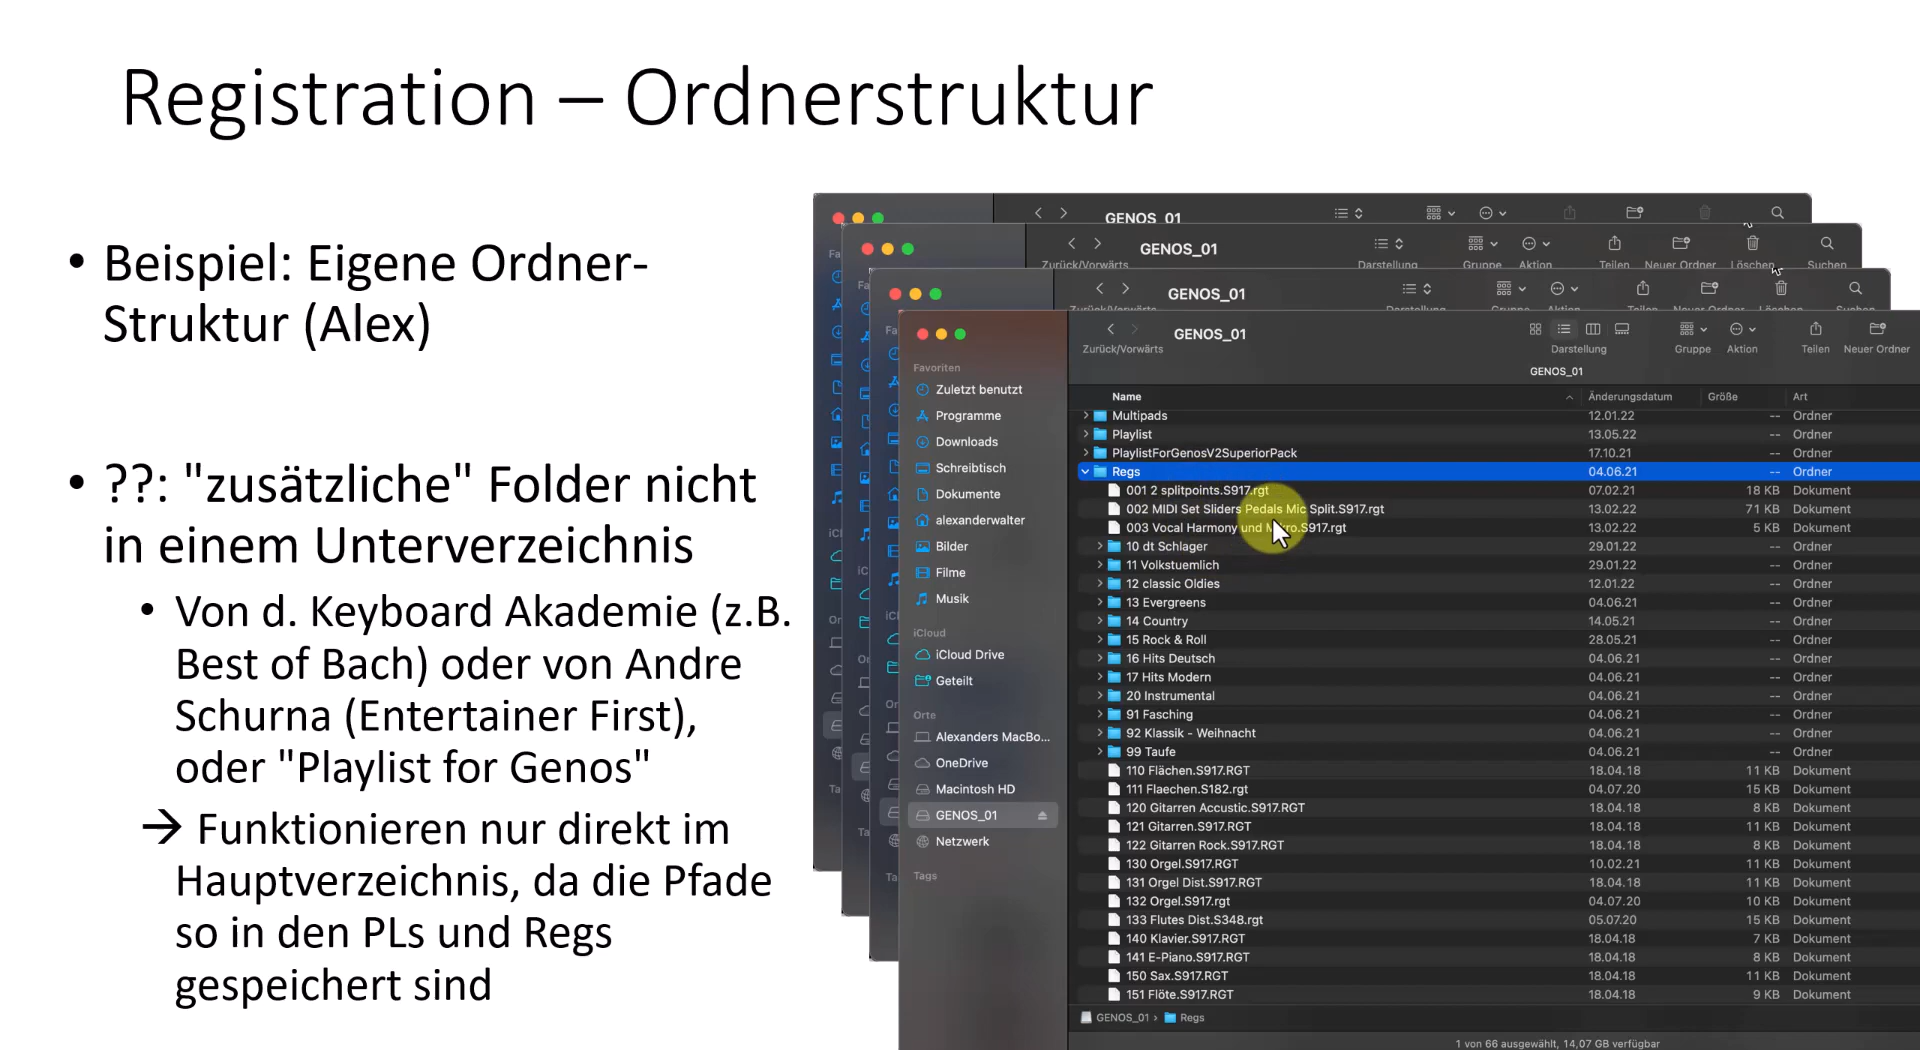 Registration – Ordnerstruktur
• Beispiel: Eigene Ordner-
Struktur (Alex)
• ??: "zusätzliche" Folder nicht
in einem Unterverzeichnis
• Von d. Keyboard Akademie (z.B.
Best of Bach) oder von Andre
Schurna (Entertainer First),
oder "Playlist for Genos"
→ Funktionieren nur direkt im
Hauptverzeichnis, da die Pfade
so in den PLs und Regs
gespeichert sind
GENOS_01
GENOS_01
Zurück/Vorwärts Darstellung Gruppe Aktion Teilen Neuer Ordner Löschen Suchen
GENOS_01
GENOS_01
Zurück/Vorwärts Darstellung Gruppe Aktion Teilen Neuer Ordner
GENOS_01
Favoriten
Zuletzt benutzt
Programme
Downloads
Schreibtisch
Dokumente
alexanderwalter
Bilder
Filme
Musik
iCloud
iCloud Drive
Geteilt
Orte
Alexanders MacBo...
OneDrive
Macintosh HD
GENOS_01
Netzwerk
Tags
Name Änderungsdatum Größe Art
Multipads 12.01.22 -- Ordner
Playlist 13.05.22 -- Ordner
PlaylistForGenosV2SuperiorPack 17.10.21 -- Ordner
Regs 04.06.21 -- Ordner
001 2 splitpoints.S917.rgt 07.02.21 18 KB Dokument
002 MIDI Set Sliders Pedals Mic Split.S917.rgt 13.02.22 71 KB Dokument
003 Vocal Harmony und .S917.rgt 13.02.22 5 KB Dokument
10 dt Schlager 29.01.22 -- Ordner
11 Volkstuemlich 29.01.22 -- Ordner
12 classic Oldies 12.01.22 -- Ordner
13 Evergreens 04.06.21 -- Ordner
14 Country 14.05.21 -- Ordner
15 Rock & Roll 28.05.21 -- Ordner
16 Hits Deutsch 04.06.21 -- Ordner
17 Hits Modern 04.06.21 -- Ordner
20 Instrumental 04.06.21 -- Ordner
91 Fasching 04.06.21 -- Ordner
92 Klassik - Weihnacht 04.06.21 -- Ordner
99 Taufe 04.06.21 -- Ordner
110 Flächen.S917.RGT 18.04.18 11 KB Dokument
111 Flaechen.S182.rgt 04.07.20 15 KB Dokument
120 Gitarren Accustic.S917.RGT 18.04.18 8 KB Dokument
121 Gitarren.S917.RGT 18.04.18 11 KB Dokument
122 Gitarren Rock.S917.RGT 18.04.18 8 KB Dokument
130 Orgel.S917.RGT 10.02.21 11 KB Dokument
131 Orgel Dist.S917.RGT 18.04.18 11 KB Dokument
132 Orgel.S917.rgt 04.07.20 10 KB Dokument
133 Flutes Dist.S348.rgt 05.07.20 15 KB Dokument
140 Klavier.S917.RGT 18.04.18 7 KB Dokument
141 E-Piano.S917.RGT 18.04.18 8 KB Dokument
150 Sax.S917.RGT 18.04.18 11 KB Dokument
151 Flöte.S917.RGT 18.04.18 9 KB Dokument
GENOS_01 › Regs
1 von 66 ausgewählt, 14,07 GB verfügbar